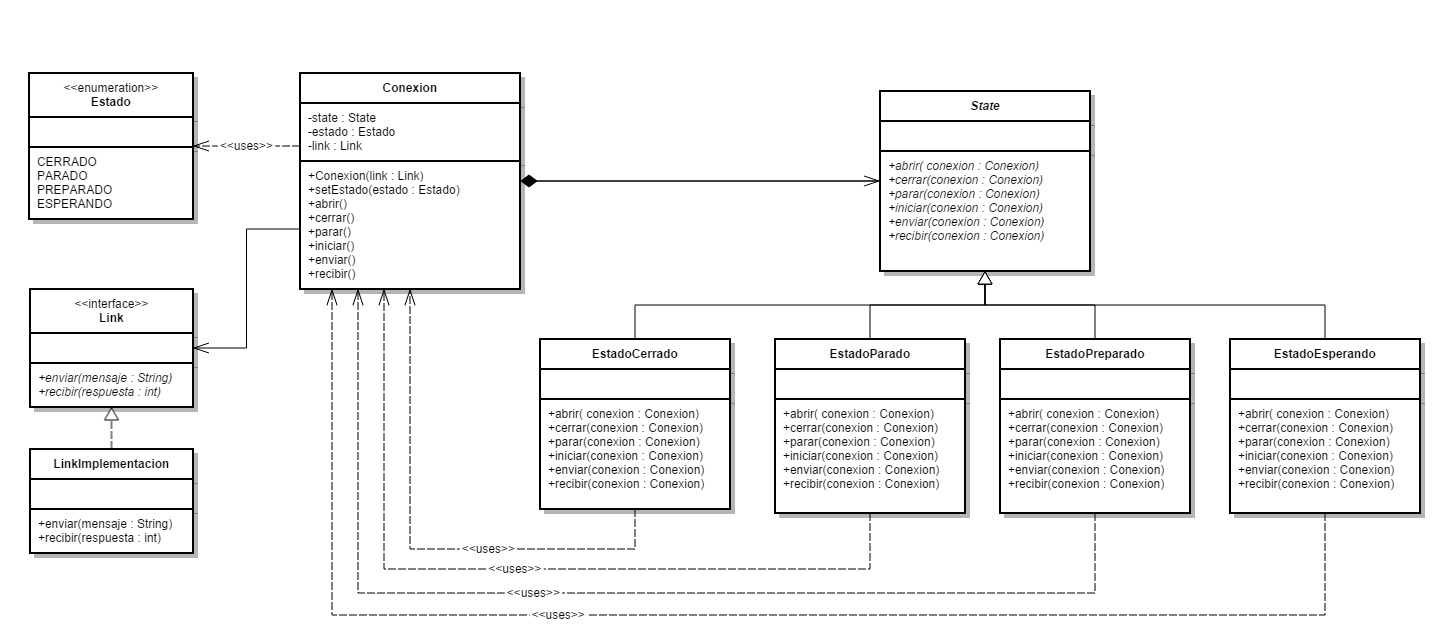 <<enumeration>>
Estado
CERRADO
PARADO
PREPARADO
ESPERANDO
<<uses>>
Conexion
-state : State
-estado : Estado
-link : Link
+Conexion(link : Link)
+setEstado(estado : Estado)
+abrir()
+cerrar()
+parar()
+iniciar()
+enviar()
+recibir()
State
+abrir( conexion : Conexion)
+cerrar(conexion : Conexion)
+parar(conexion : Conexion)
+iniciar(conexion : Conexion)
+enviar(conexion : Conexion)
+recibir(conexion : Conexion)
<<interface>>
Link
+enviar(mensaje : String)
+recibir(respuesta : int)
LinkImplementacion
+enviar(mensaje : String)
+recibir(respuesta : int)
EstadoCerrado
+abrir( conexion : Conexion)
+cerrar(conexion : Conexion)
+parar(conexion : Conexion)
+iniciar(conexion : Conexion)
+enviar(conexion : Conexion)
+recibir(conexion : Conexion)
EstadoParado
+abrir( conexion : Conexion)
+cerrar(conexion : Conexion)
+parar(conexion : Conexion)
+iniciar(conexion : Conexion)
+enviar(conexion : Conexion)
+recibir(conexion : Conexion)
EstadoPreparado
+abrir( conexion : Conexion)
+cerrar(conexion : Conexion)
+parar(conexion : Conexion)
+iniciar(conexion : Conexion)
+enviar(conexion : Conexion)
+recibir(conexion : Conexion)
EstadoEsperando
+abrir( conexion : Conexion)
+cerrar(conexion : Conexion)
+parar(conexion : Conexion)
+iniciar(conexion : Conexion)
+enviar(conexion : Conexion)
+recibir(conexion : Conexion)
<<uses>>
<<uses>>
<<uses>>
<<uses>>